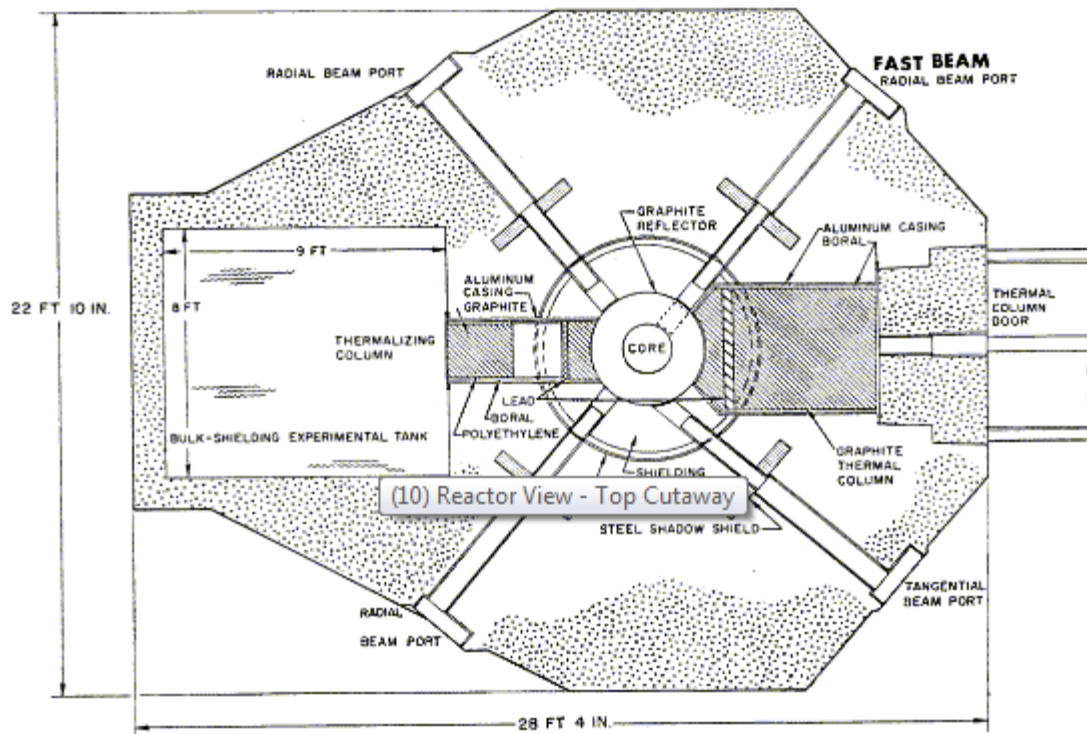 FAST BEAM
RADIAL BEAM PORT
RADIAL BEAM PORT
GRAPHITE
REFLECTOR
ALUMINUM CASING
BORAL
9 FT
8 FT
22 FT 10 IN.
ALUMINUM
CASING
GRAPHITE
THERMAL
COLUMN
DOOR
THERMALIZING
COLUMN
CORE
LEAD
BORAL
POLYETHYLENE
BULK-SHIELDING EXPERIMENTAL TANK
GRAPHITE
THERMAL
COLUMN
SHIELDING
(10) Reactor View - Top Cutaway
STEEL SHADOW SHIELD
RADIAL
BEAM PORT
TANGENTIAL
BEAM PORT
28 FT 4 IN.